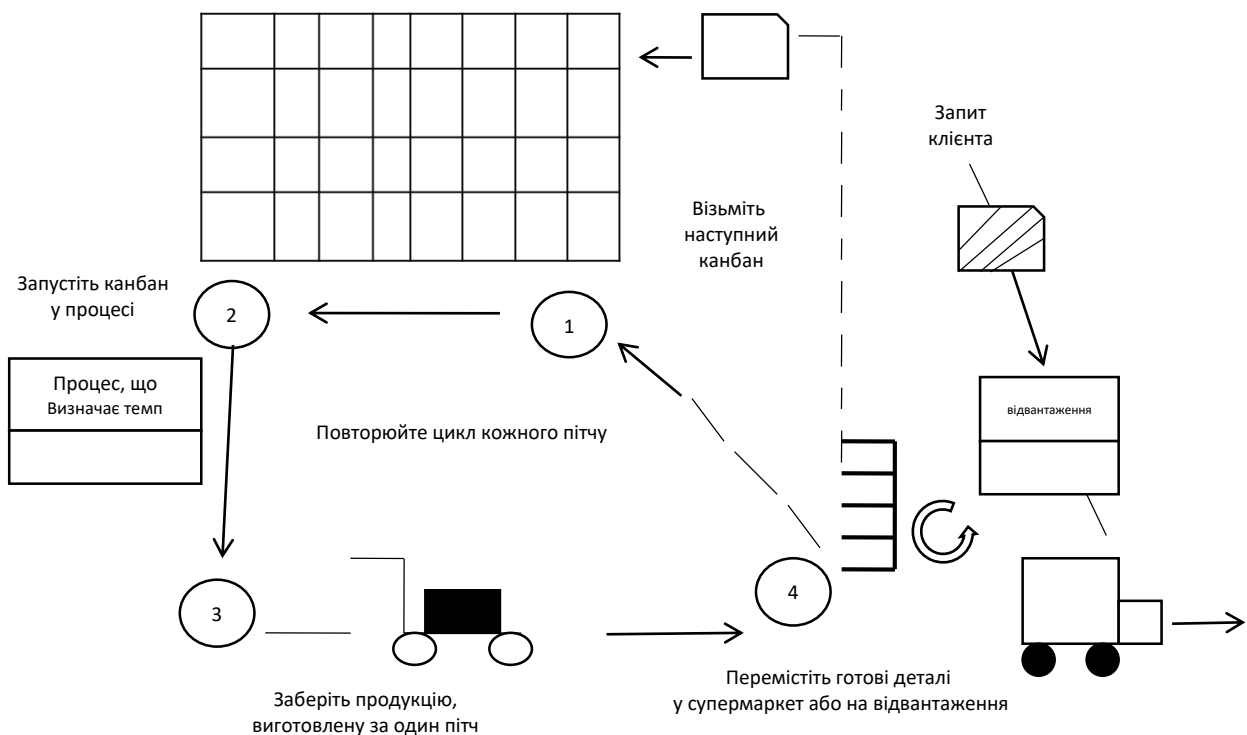 Запит
клієнта
Візьміть
наступний
канбан
Запустіть канбан
у процесі
2
1
Процес, що
Визначає темп
відвантаження
Повторюйте цикл кожного пітчу
3
4
Заберіть продукцію,
виготовлену за один пітч
Перемістіть готові деталі
у супермаркет або на відвантаження